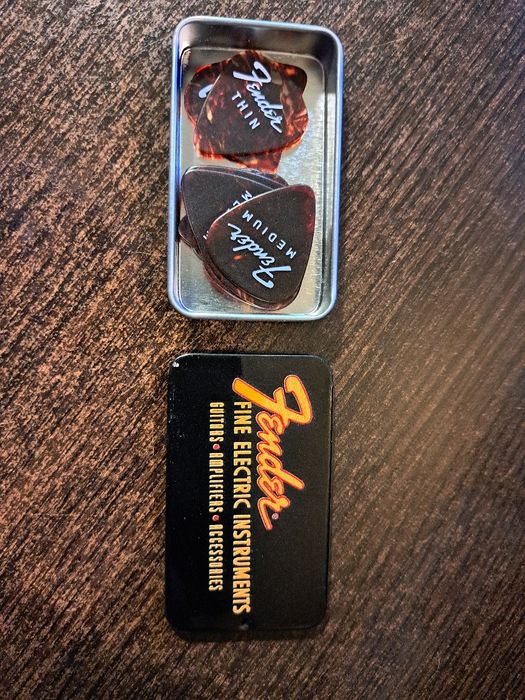 Fender
THIN
Fender
MEDIUM
Fender®
FINE ELECTRIC INSTRUMENTS
GUITARS • AMPLIFIERS • ACCESSORIES